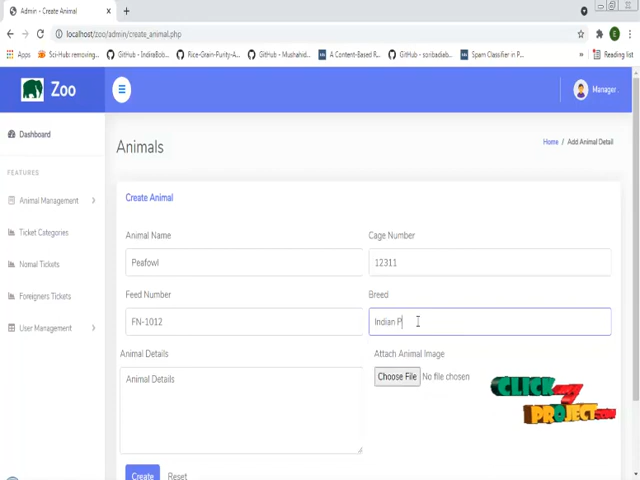 Admin - Create Animal
localhost/zoo/admin/create_animal.php
Apps Sci-Hub: removing... GitHub - IndiraBob... Rice-Grain-Purity-A... GitHub - Mushahid... A Content-Based R... GitHub - soribadiab... Spam Classifier in P... » Reading list
Zoo
Manager
Dashboard
Animals
Home / Add Animal Detail
FEATURES
Animal Management
Ticket Categories
Nomal Tickets
Foreigners Tickets
User Management
Create Animal
Animal Name Cage Number
Peafowl 12311
Feed Number Breed
FN-1012 Indian P
Animal Details Attach Animal Image
Animal Details Choose File No file chosen
CLICK
PROJECT.COM
Create Reset